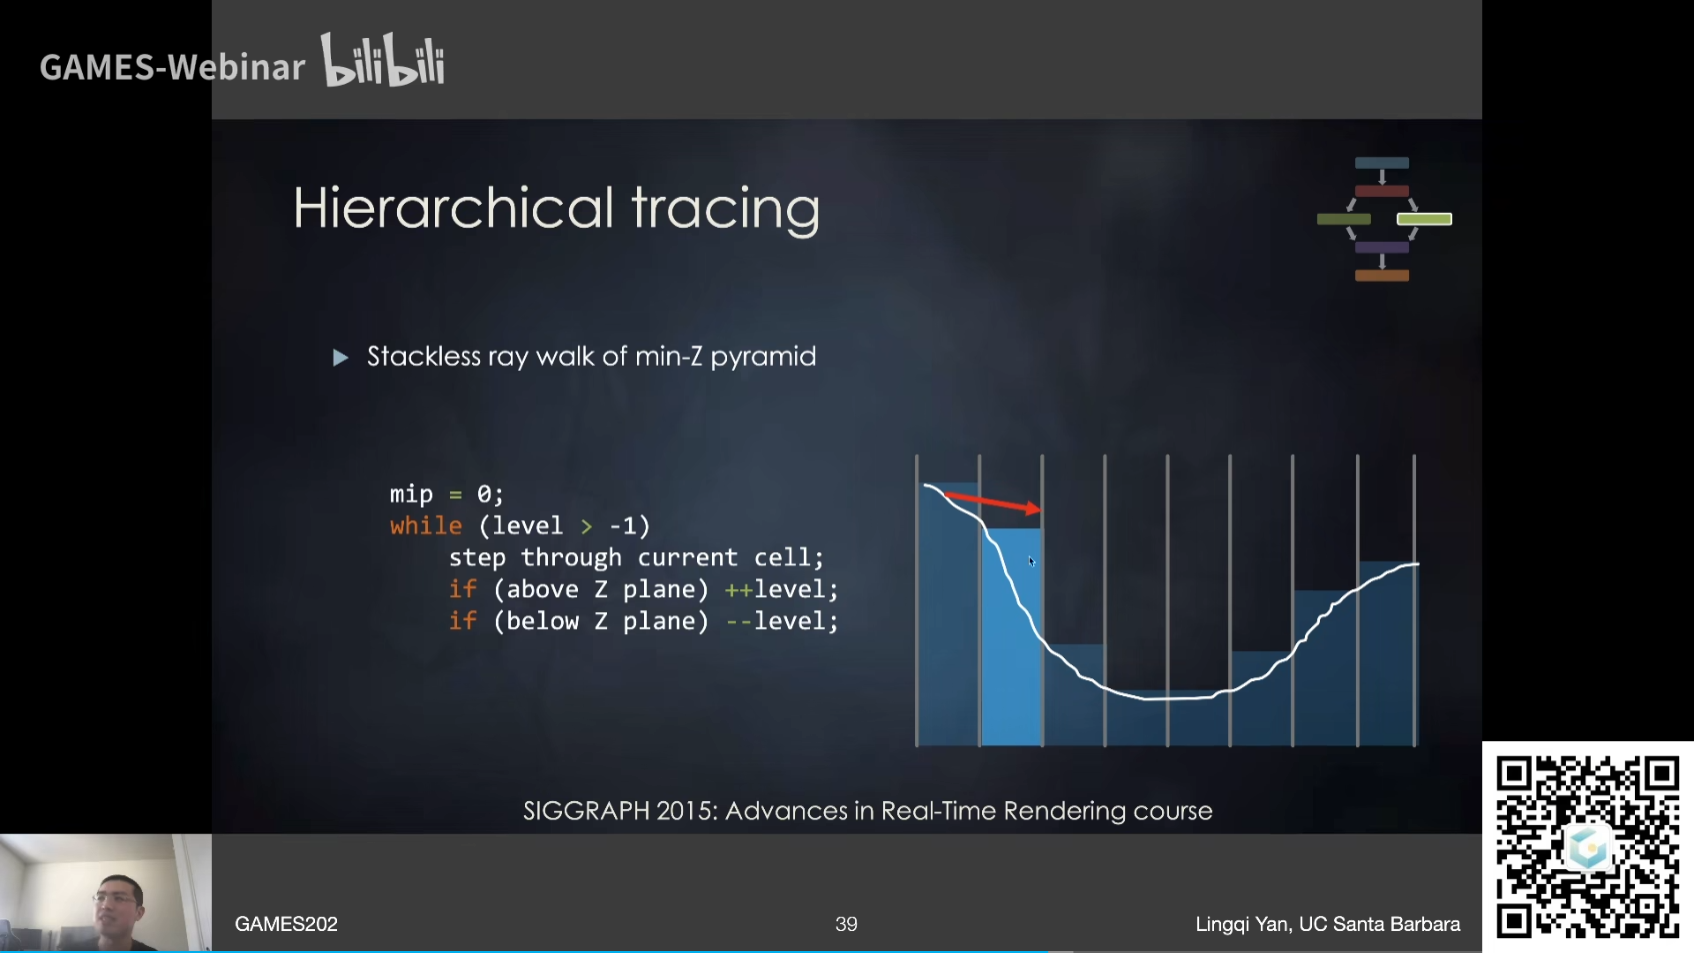 GAMES-Webinar bilibili
Hierarchical tracing
Stackless ray walk of min-Z pyramid
mip = 0;
while (level > -1)
step through current cell;
if (above Z plane) ++level;
if (below Z plane) --level;
SIGGRAPH 2015: Advances in Real-Time Rendering course
GAMES202
39
Lingqi Yan, UC Santa Barbara